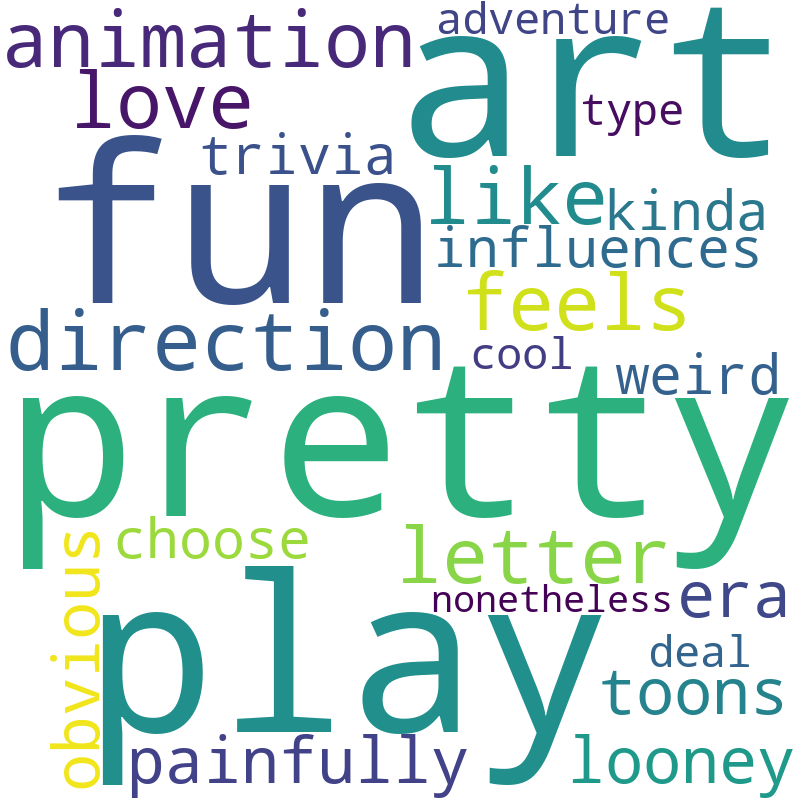 adventure
animation
art
love
type
trivia
fun
like
kinda
influences
feels
direction
cool
weird
pretty
choose
letter
obvious
nonetheless
era
play
deal
toons
painfully
looney